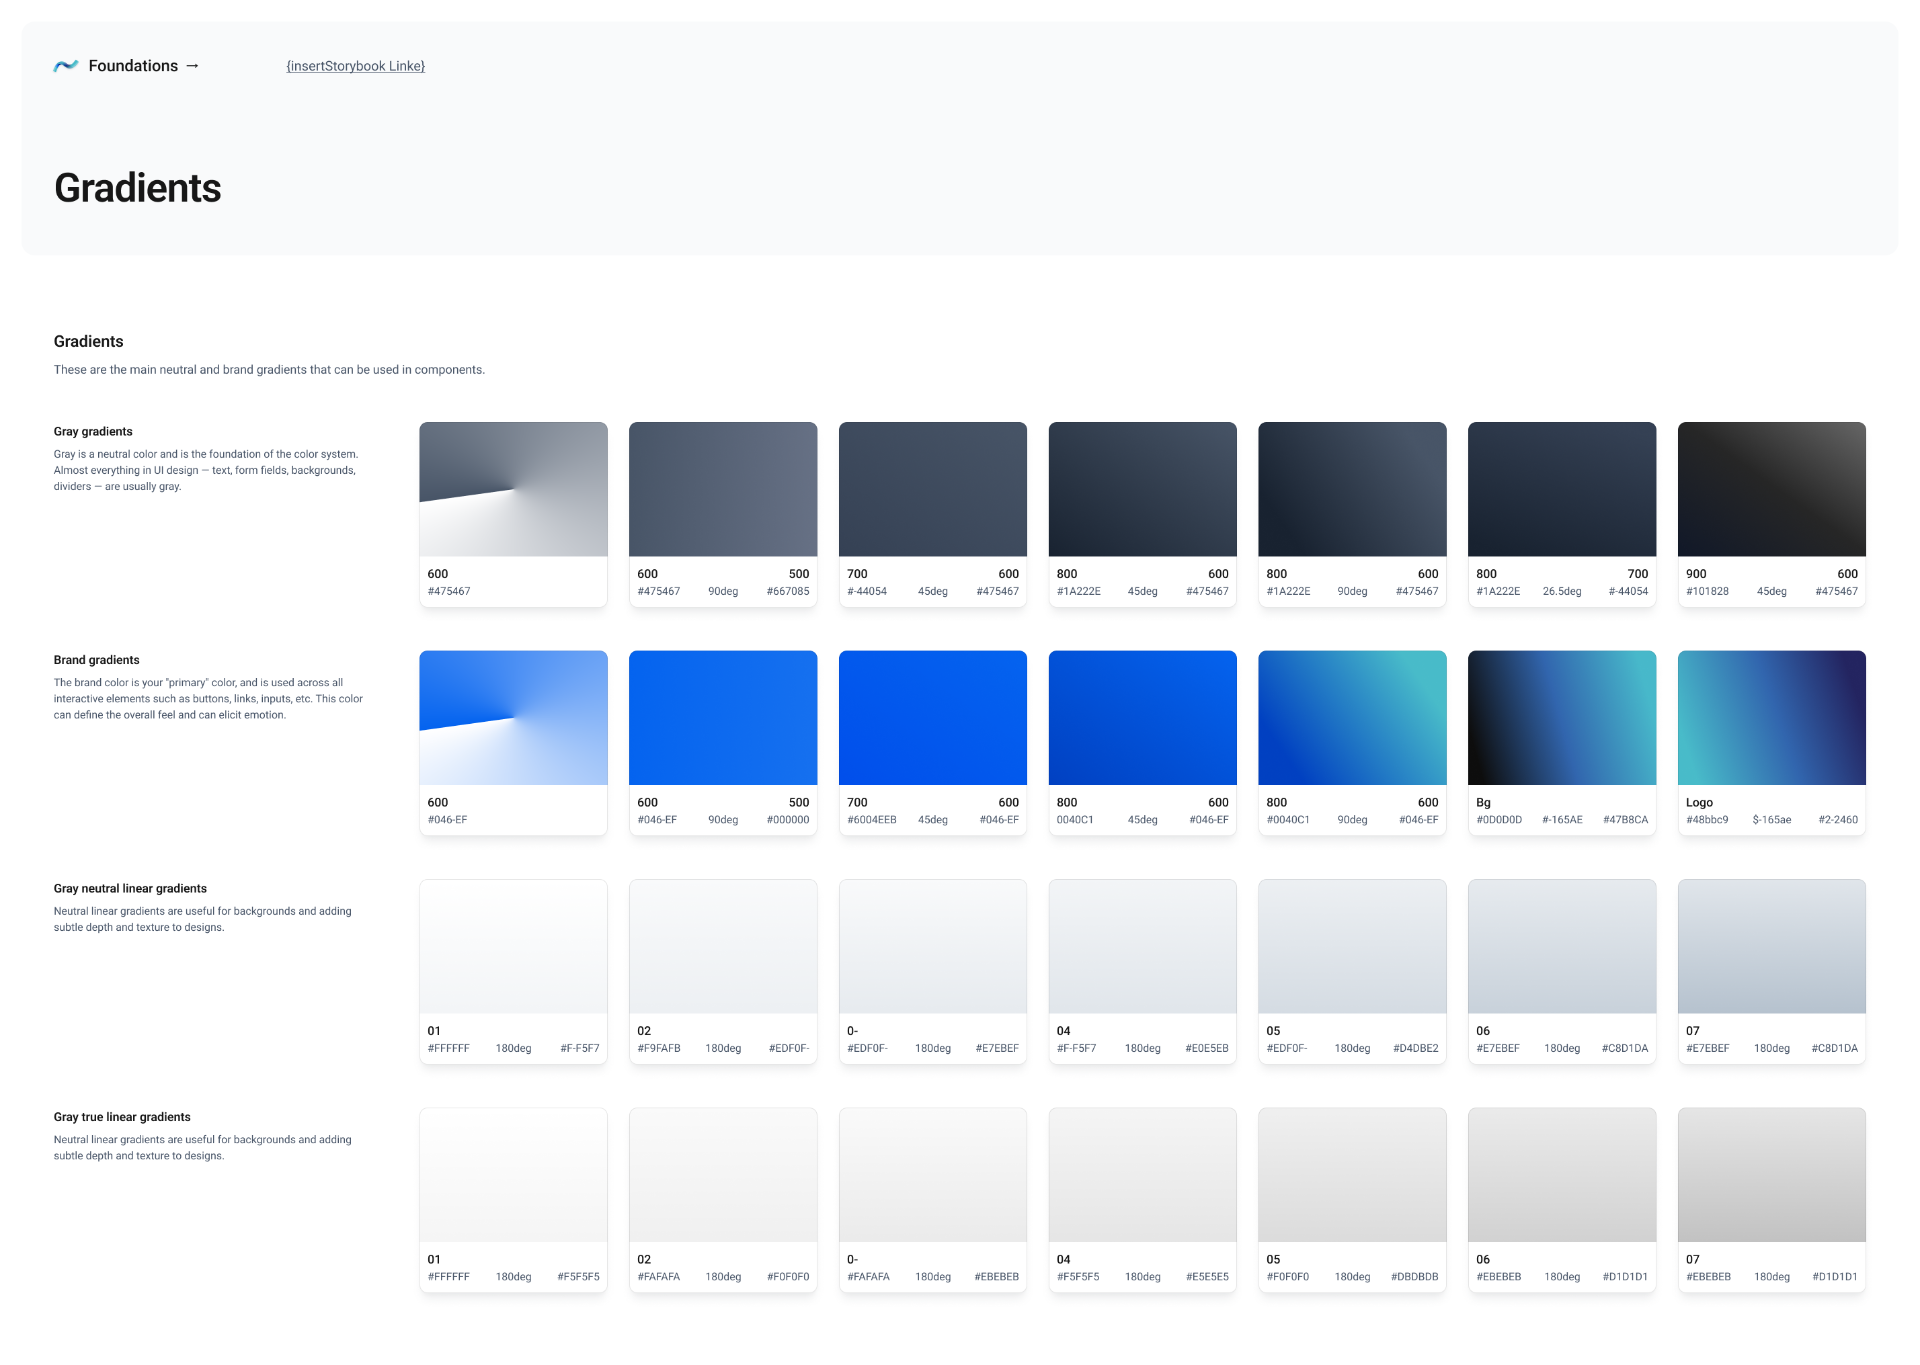 Foundations →
{insertStorybook Linke}
Gradients
Gradients
These are the main neutral and brand gradients that can be used in components.
Gray gradients
Gray is a neutral color and is the foundation of the color system.
Almost everything in UI design — text, form fields, backgrounds,
dividers — are usually gray.
600
#475467
600 500
#475467 90deg #667085
700 600
#-44054 45deg #475467
800 600
#1A222E 45deg #475467
800 600
#1A222E 90deg #475467
800 700
#1A222E 26.5deg #-44054
900 600
#101828 45deg #475467
Brand gradients
The brand color is your "primary" color, and is used across all
interactive elements such as buttons, links, inputs, etc. This color
can define the overall feel and can elicit emotion.
600
#046-EF
600 500
#046-EF 90deg #000000
700 600
#6004EEB 45deg #046-EF
800 600
0040C1 45deg #046-EF
800 600
#0040C1 90deg #046-EF
Bg
#0D0D0D #-165AE #47B8CA
Logo
#48bbc9 $-165ae #2-2460
Gray neutral linear gradients
Neutral linear gradients are useful for backgrounds and adding
subtle depth and texture to designs.
01
#FFFFFF 180deg #F-F5F7
02
#F9FAFB 180deg #EDF0F-
0-
#EDF0F- 180deg #E7EBEF
04
#F-F5F7 180deg #E0E5EB
05
#EDF0F- 180deg #D4DBE2
06
#E7EBEF 180deg #C8D1DA
07
#E7EBEF 180deg #C8D1DA
Gray true linear gradients
Neutral linear gradients are useful for backgrounds and adding
subtle depth and texture to designs.
01
#FFFFFF 180deg #F5F5F5
02
#FAFAFA 180deg #F0F0F0
0-
#FAFAFA 180deg #EBEBEB
04
#F5F5F5 180deg #E5E5E5
05
#F0F0F0 180deg #DBDBDB
06
#EBEBEB 180deg #D1D1D1
07
#EBEBEB 180deg #D1D1D1